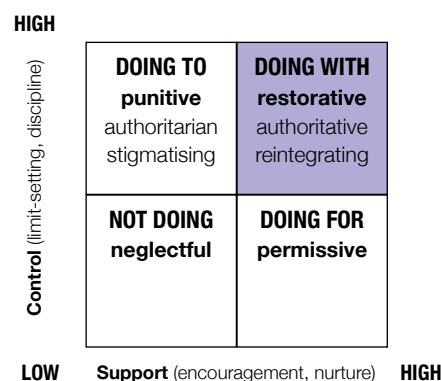 HIGH
DOING TO
punitive
authoritarian
stigmatising
DOING WITH
restorative
authoritative
reintegrating
Control (limit-setting, discipline)
NOT DOING
neglectful
DOING FOR
permissive
LOW
Support (encouragement, nurture)
HIGH